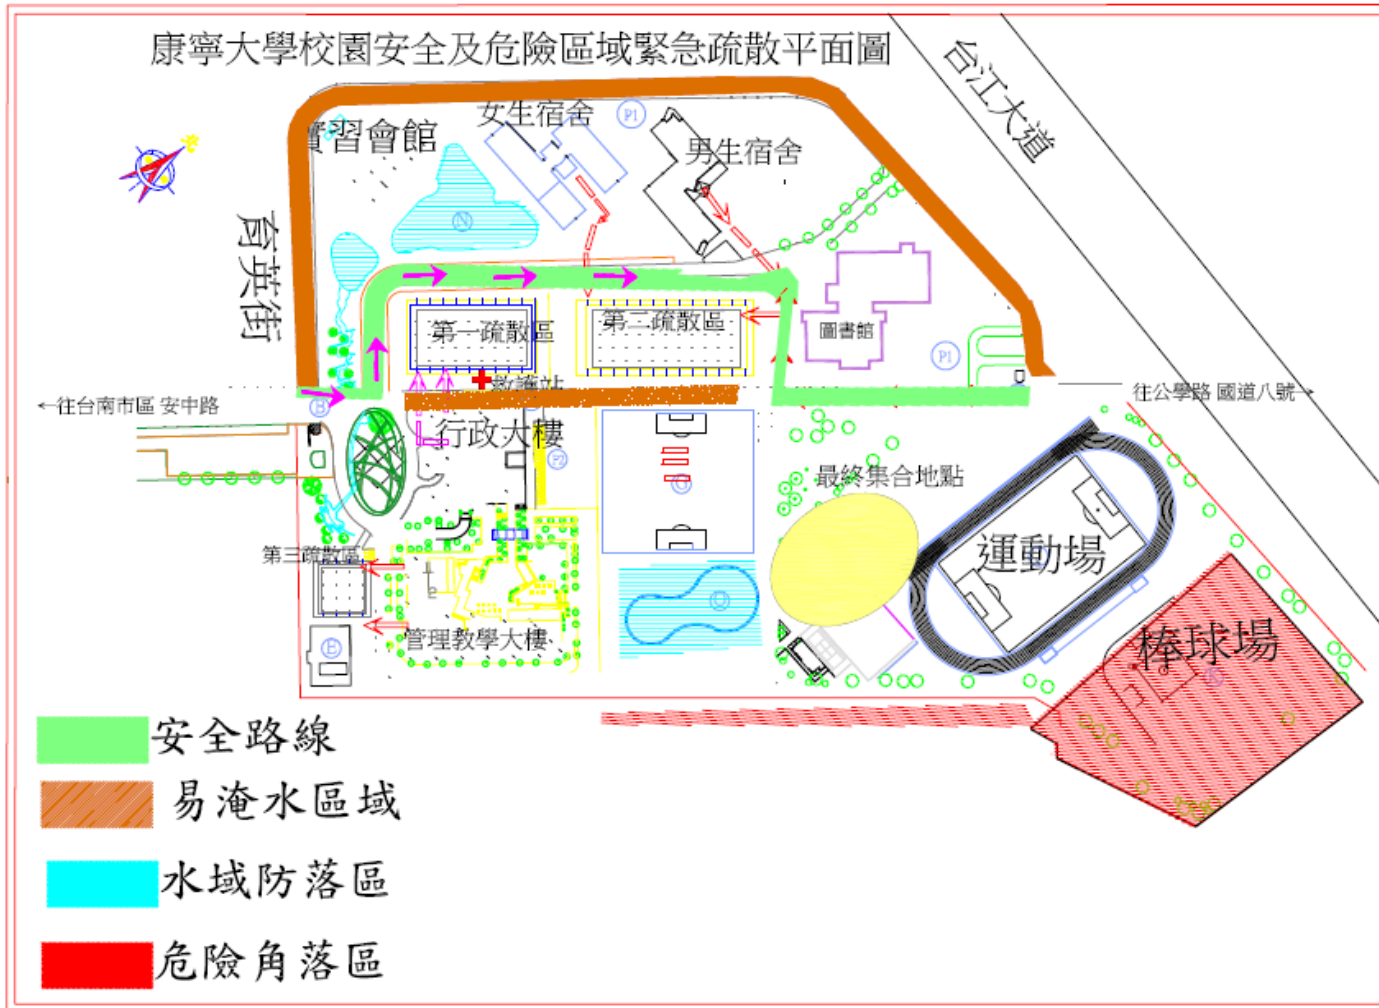 康寧大學校園安全及危險區域緊急疏散平面圖
台江大道
女生宿舍
P1
實習會館
男生宿舍
N
育英街
第一疏散區
第二疏散區
圖書館
P1
救護站
←往台南市區 安中路
B
往公學路 國道八號→
行政大樓
P2
最終集合地點
運動場
第三疏散區
管理教學大樓
棒球場
E
安全路線
易淹水區域
水域防落區
危險角落區